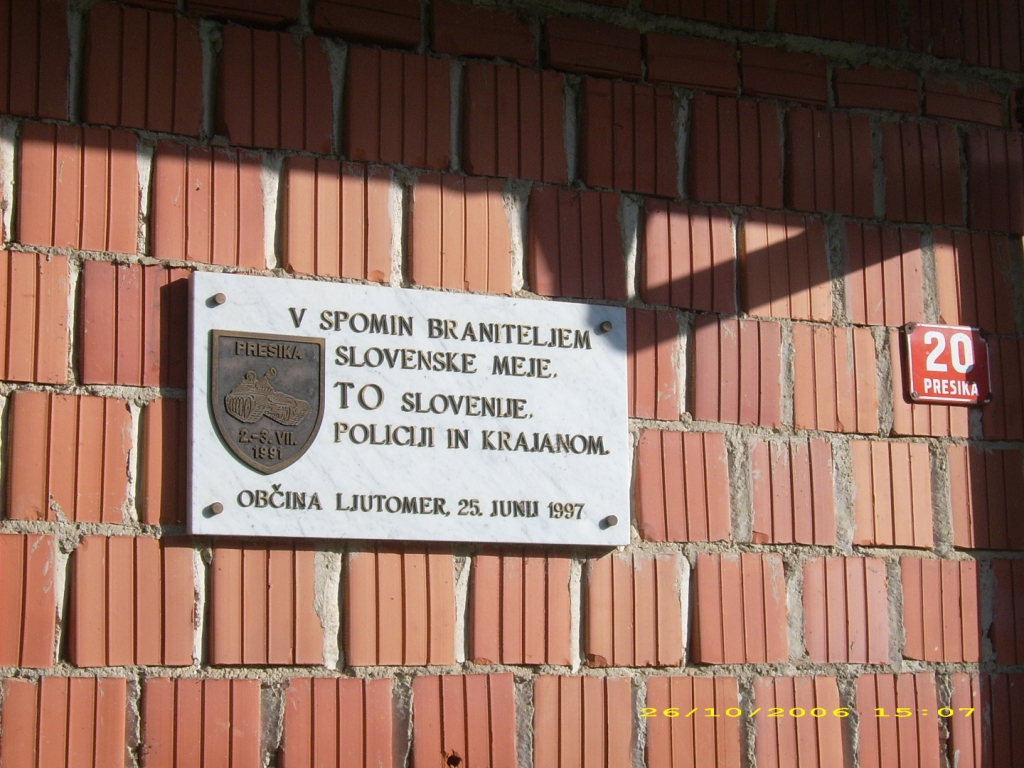 V SPOMIN BRANITELJEM
SLOVENSKE MEJE.
TO SLOVENIJE.
POLICIJI IN KRAJANOM.
OBČINA LJUTOMER, 25. JUNIJ 1997
PRESIKA
2.-3. VII.
1991
20
PRESIKA
26/10/2006 15:07